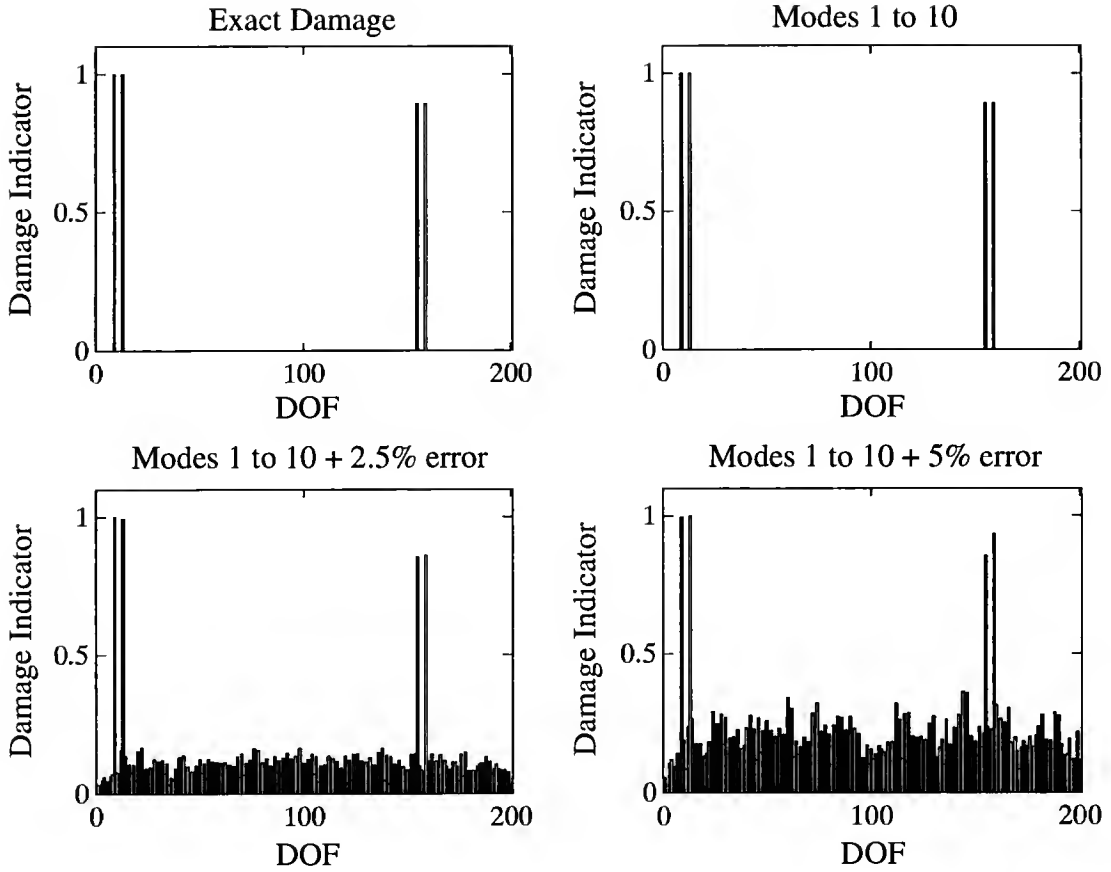 Exact Damage
Damage Indicator
1
0.5
0
0
100
200
DOF
Modes 1 to 10
Damage Indicator
1
0.5
0
0
100
200
DOF
Modes 1 to 10 + 2.5% error
Damage Indicator
1
0.5
0
0
100
200
DOF
Modes 1 to 10 + 5% error
Damage Indicator
1
0.5
0
0
100
200
DOF